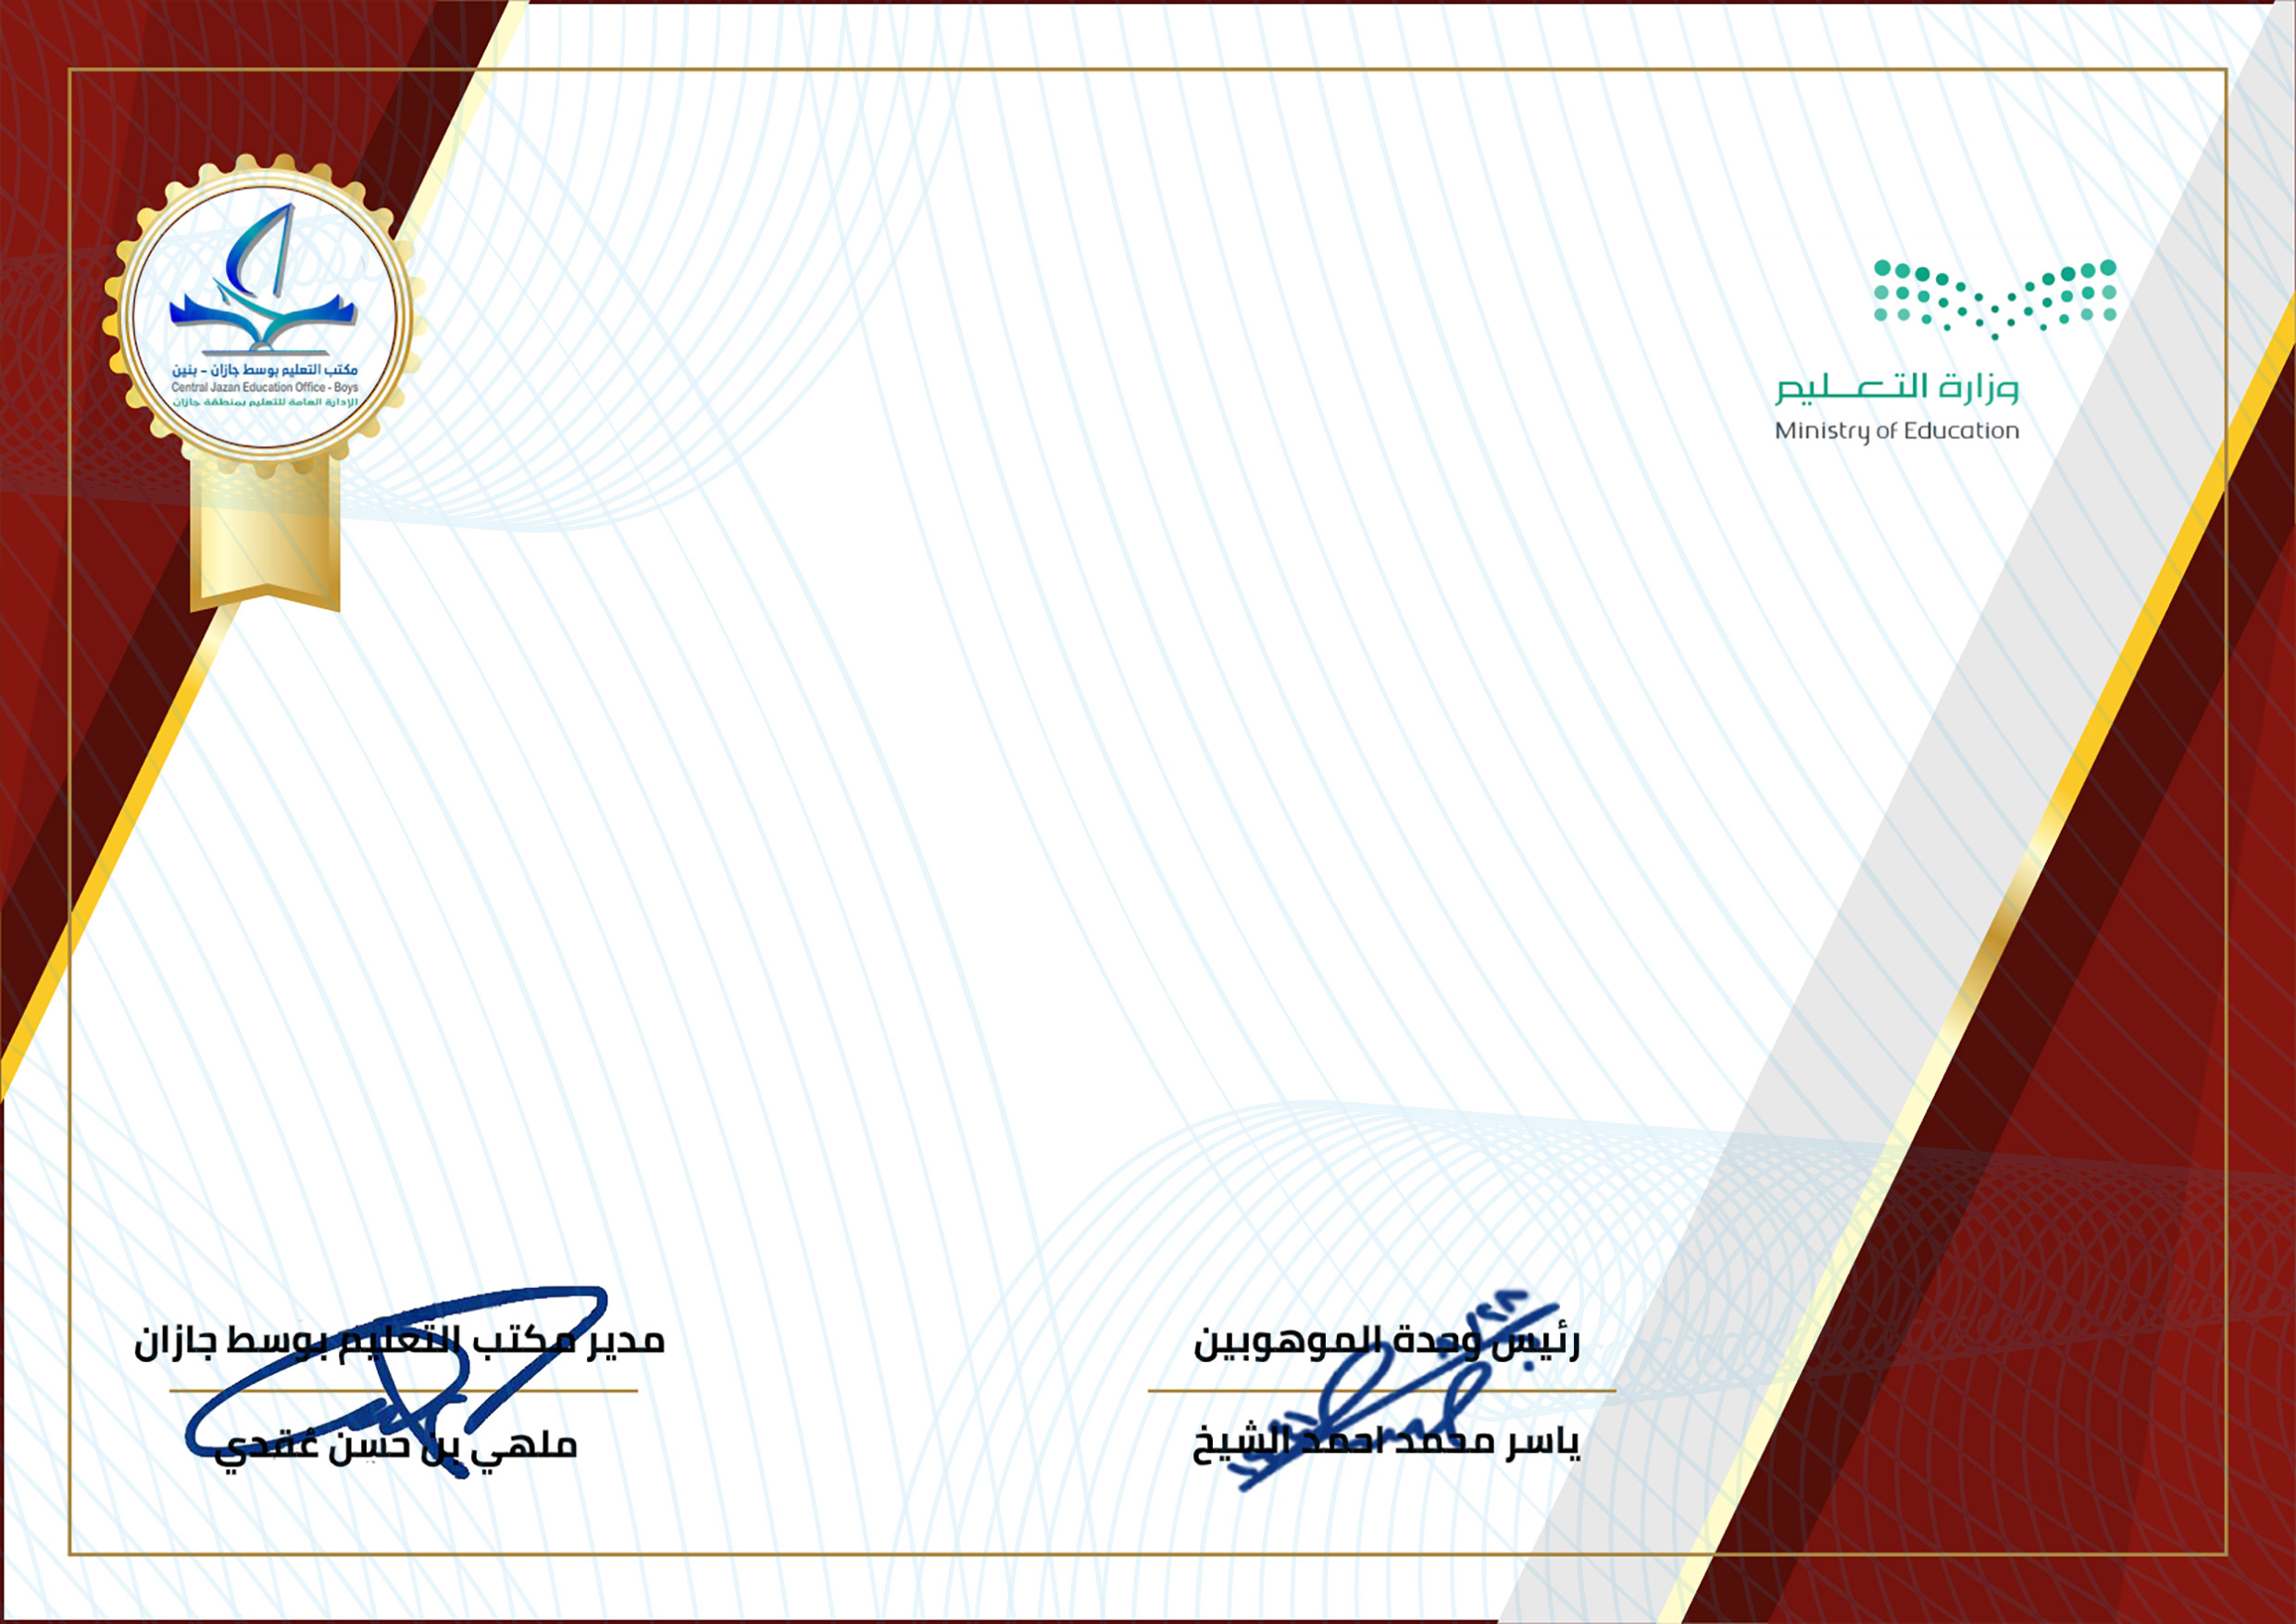 مكتب التعليم بوسط جازان - بنين
Central Jazan Education Office - Boys
الإدارة العامة للتعليم بمنطقة جازان
وزارة التعليم
Ministry of Education
رئيس وحدة الموهوبين
ياسر محمد احمد الشيخ
مدير مكتب التعليم بوسط جازان
ملهي بن حسن عُقدي